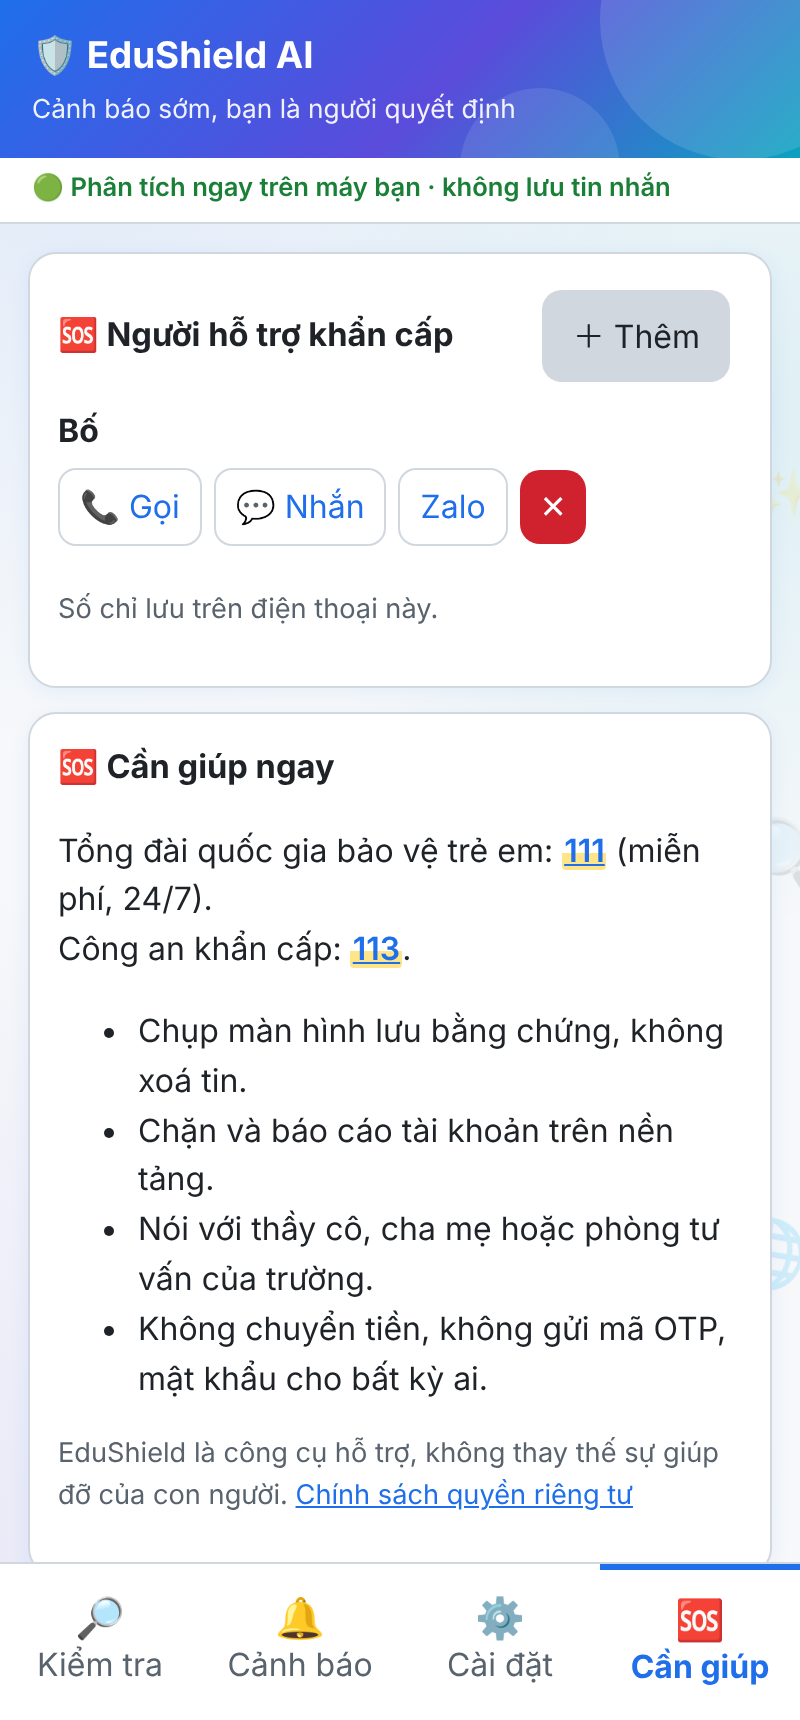 🛡️ EduShield AI
Cảnh báo sớm, bạn là người quyết định
🟢 Phân tích ngay trên máy bạn · không lưu tin nhắn
🆘 Người hỗ trợ khẩn cấp
＋ Thêm
Bố
📞 Gọi
💬 Nhắn
Zalo
✕
Số chỉ lưu trên điện thoại này.
🆘 Cần giúp ngay
Tổng đài quốc gia bảo vệ trẻ em: 111 (miễn
phí, 24/7).
Công an khẩn cấp: 113.
• Chụp màn hình lưu bằng chứng, không
xoá tin.
• Chặn và báo cáo tài khoản trên nền
tảng.
• Nói với thầy cô, cha mẹ hoặc phòng tư
vấn của trường.
• Không chuyển tiền, không gửi mã OTP,
mật khẩu cho bất kỳ ai.
EduShield là công cụ hỗ trợ, không thay thế sự giúp
đỡ của con người. Chính sách quyền riêng tư
Kiểm tra
Cảnh báo
Cài đặt
🆘
Cần giúp